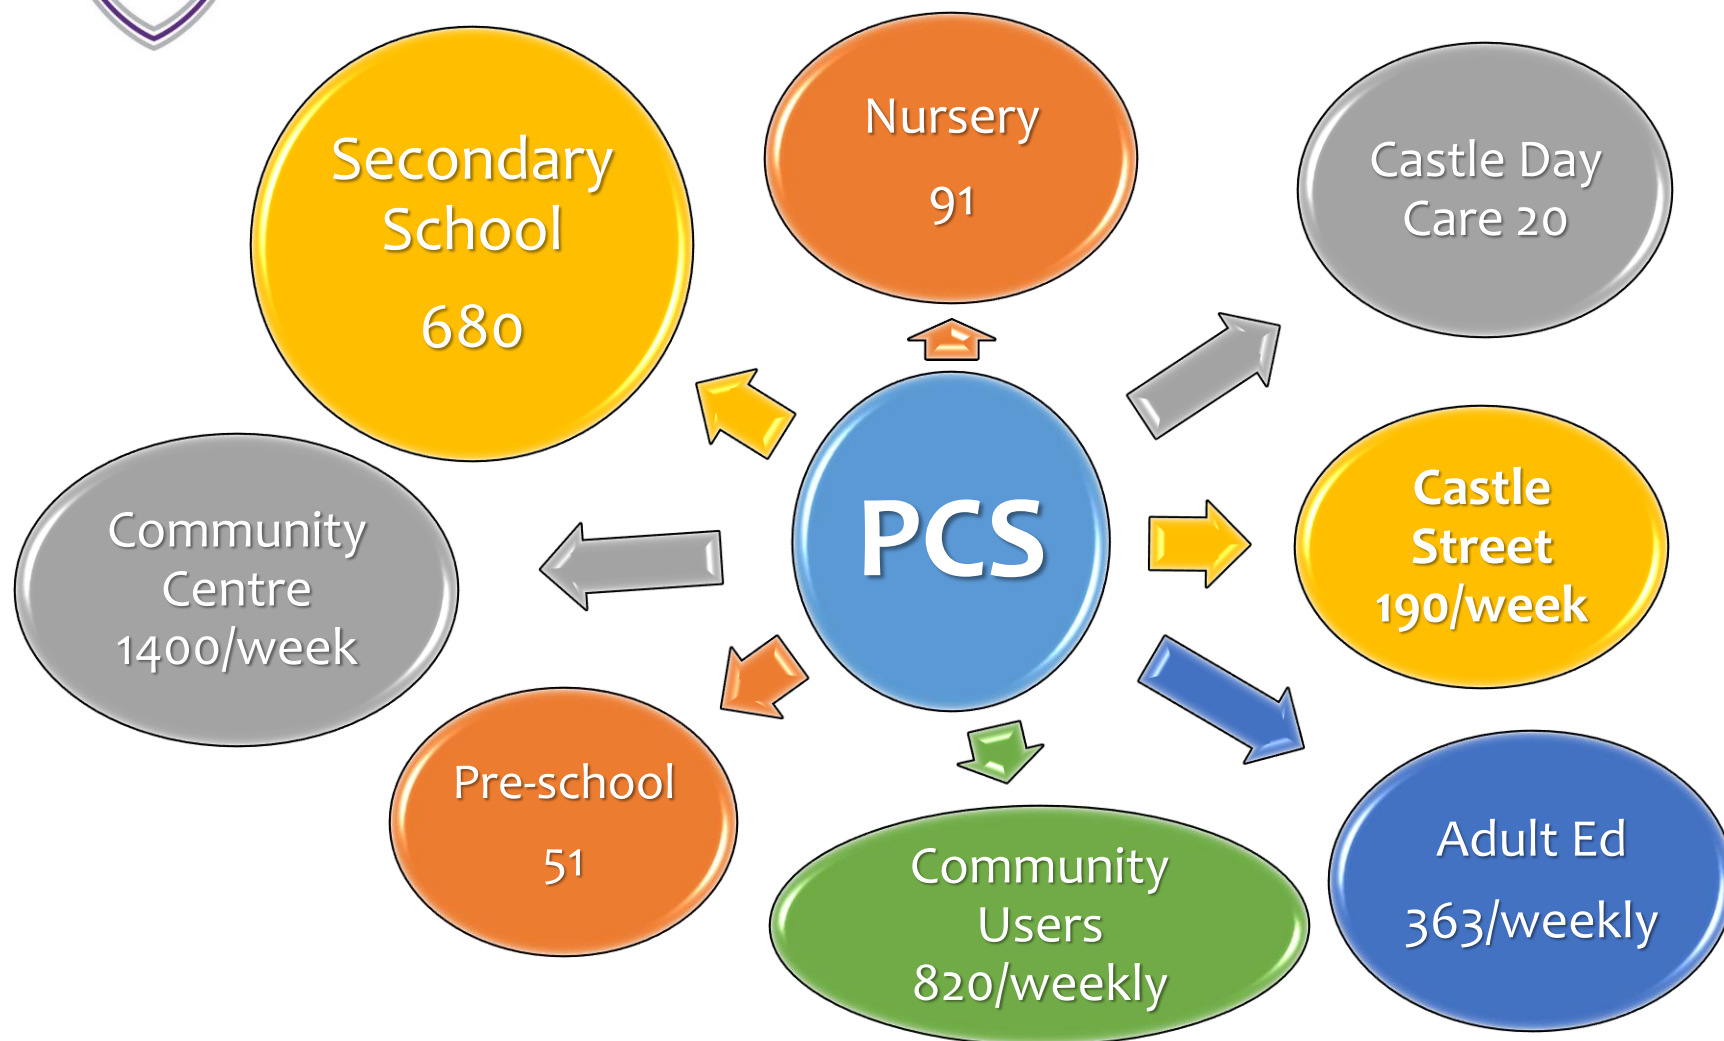 Secondary
School
680
Nursery
91
Castle Day
Care 20
Community
Centre
1400/week
PCS
Castle
Street
190/week
Pre-school
51
Community
Users
820/weekly
Adult Ed
363/weekly